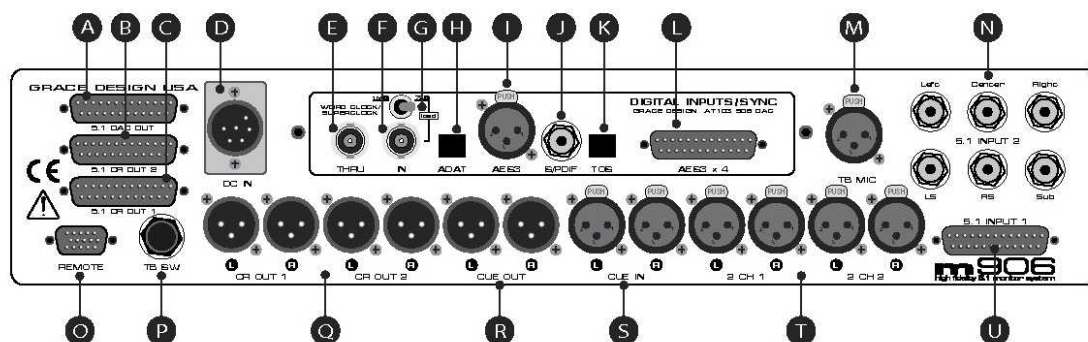 A B C D E F G H I J K L M N
GRACE DESIGN USA
5.1 DAC OUT
5.1 CR OUT 2
5.1 CR OUT 1
REMOTE
TB SW
DC IN
WORD CLOCK/
SUPERCLOCK
load
THRU
IN
ADAT
PUSH
AES3
S/PDIF
TOS
DIGITAL INPUTS/SYNC
GRACE DESIGN AT103 906 DAC
AES3 x 4
PUSH
TB MIC
Left Center Right
5.1 INPUT 2
LS RS Sub
PUSH PUSH PUSH PUSH PUSH PUSH
L R L R L R L R L R L R
CR OUT 1
CR OUT 2
CUE OUT
CUE IN
2 CH 1
2 CH 2
5.1 INPUT 1
m906
high fidelity 5.1 monitor system
CE
O P Q R S T U